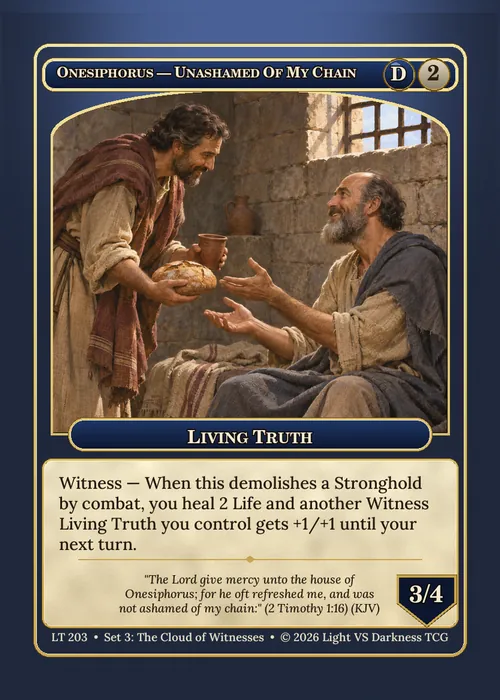 Onesiphorus — Unashamed Of My Chain D 2
Living Truth
Witness — When this demolishes a Stronghold
by combat, you heal 2 Life and another Witness
Living Truth you control gets +1/+1 until your
next turn.
"The Lord give mercy unto the house of
Onesiphorus; for he oft refreshed me, and was
not ashamed of my chain:" (2 Timothy 1:16) (KJV)
3/4
LT 203 • Set 3: The Cloud of Witnesses • © 2026 Light VS Darkness TCG